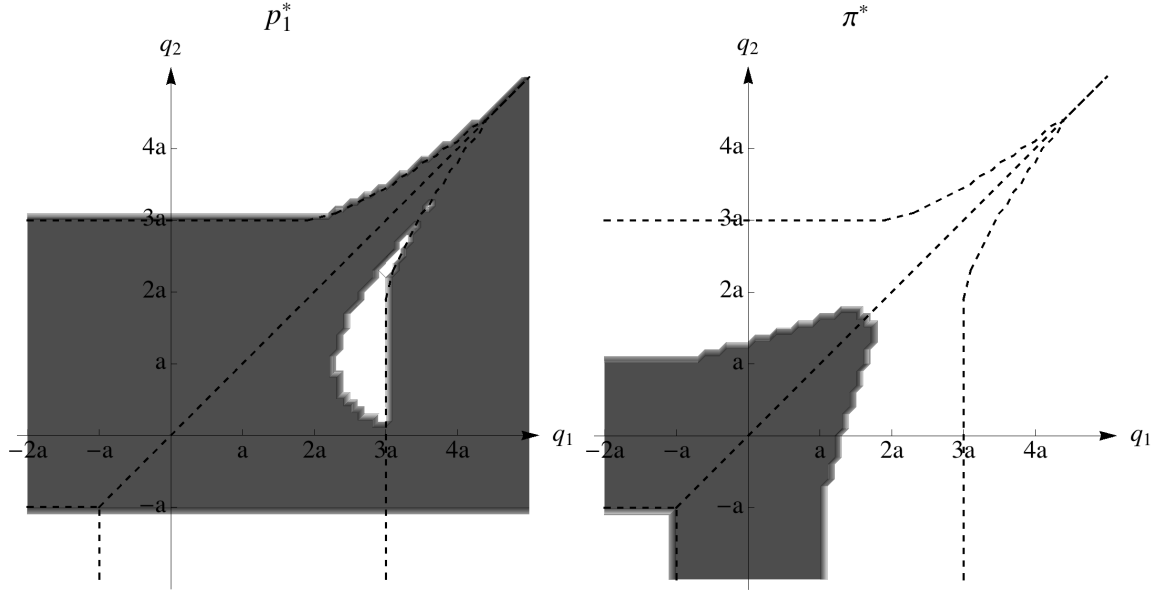 p₁* π*
q₂ q₂
4a 4a
3a 3a
2a 2a
a a
−2a −a a 2a 3a 4a q₁ −2a −a a 2a 3a 4a q₁
−a −a